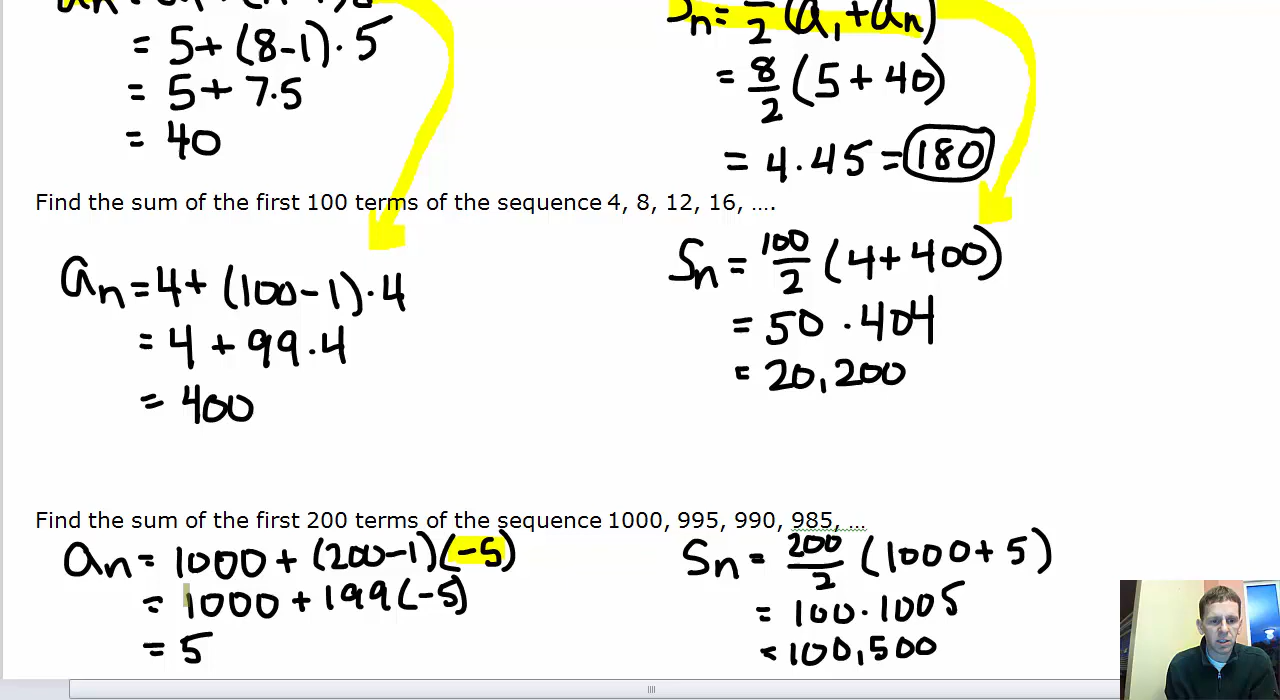 = 5+(8-1)·5
= 5+7·5
= 40
Sn= –/2 (a1+an)
= 8/2 (5+40)
= 4·45=180
Find the sum of the first 100 terms of the sequence 4, 8, 12, 16, ….
an=4+(100-1)·4
=4+99·4
= 400
Sn=100/2 (4+400)
= 50·404
= 20,200
Find the sum of the first 200 terms of the sequence 1000, 995, 990, 985, …
an= 1000+(200-1)(-5)
= 1000+199(-5)
= 5
Sn= 200/2 (1000+5)
= 100·1005
= 100,500